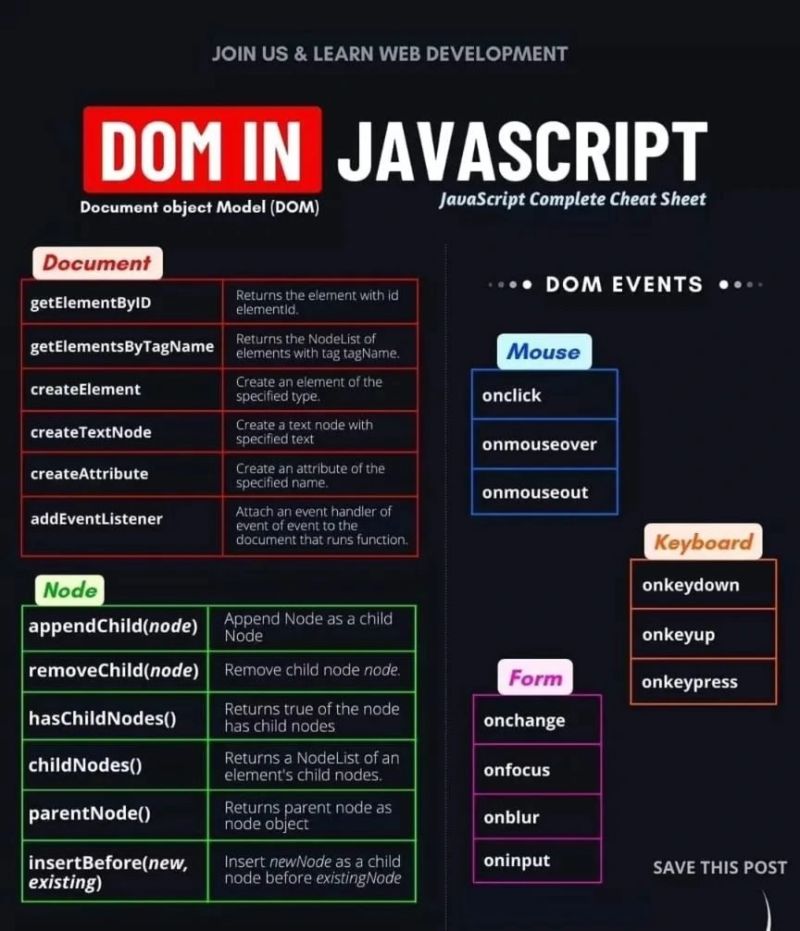 JOIN US & LEARN WEB DEVELOPMENT
DOM IN JAVASCRIPT
Document object Model (DOM)
JavaScript Complete Cheat Sheet
Document
getElementByID
Returns the element with id
elementId.
getElementsByTagName
Returns the NodeList of
elements with tag tagName.
createElement
Create an element of the
specified type.
createTextNode
Create a text node with
specified text
createAttribute
Create an attribute of the
specified name.
addEventListener
Attach an event handler of
event of event to the
document that runs function.
Node
appendChild(node)
Append Node as a child
Node
removeChild(node)
Remove child node node.
hasChildNodes()
Returns true of the node
has child nodes
childNodes()
Returns a NodeList of an
element's child nodes.
parentNode()
Returns parent node as
node object
insertBefore(new,
existing)
Insert newNode as a child
node before existingNode
DOM EVENTS
Mouse
onclick
onmouseover
onmouseout
Keyboard
onkeydown
onkeyup
onkeypress
Form
onchange
onfocus
onblur
oninput
SAVE THIS POST